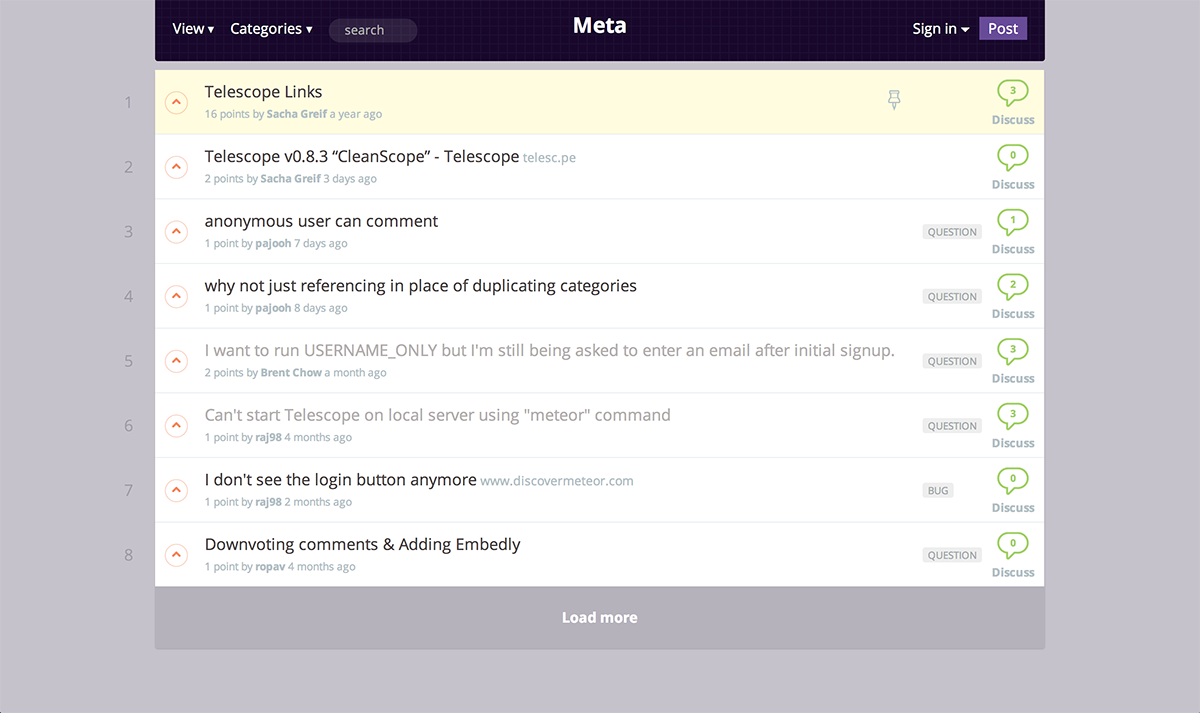 View ▾ Categories ▾ search Meta Sign in Post
1 Telescope Links 3
16 points by Sacha Greif a year ago Discuss
2 Telescope v0.8.3 “CleanScope” - Telescope telesc.pe 0
2 points by Sacha Greif 3 days ago Discuss
3 anonymous user can comment QUESTION 1
1 point by pajooh 7 days ago Discuss
4 why not just referencing in place of duplicating categories QUESTION 2
1 point by pajooh 8 days ago Discuss
5 I want to run USERNAME_ONLY but I'm still being asked to enter an email after initial signup. QUESTION 3
2 points by Brent Chow a month ago Discuss
6 Can't start Telescope on local server using "meteor" command QUESTION 3
1 point by raj98 4 months ago Discuss
7 I don't see the login button anymore www.discovermeteor.com BUG 0
1 point by raj98 2 months ago Discuss
8 Downvoting comments & Adding Embedly QUESTION 0
1 point by ropav 4 months ago Discuss
Load more